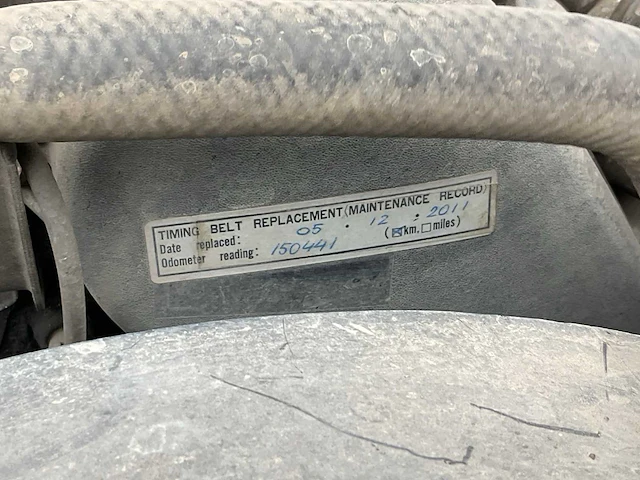 TIMING BELT REPLACEMENT (MAINTENANCE RECORD)
Date replaced: 05 . 12 . 2011
Odometer reading: 150441 (☒km, ☐miles)